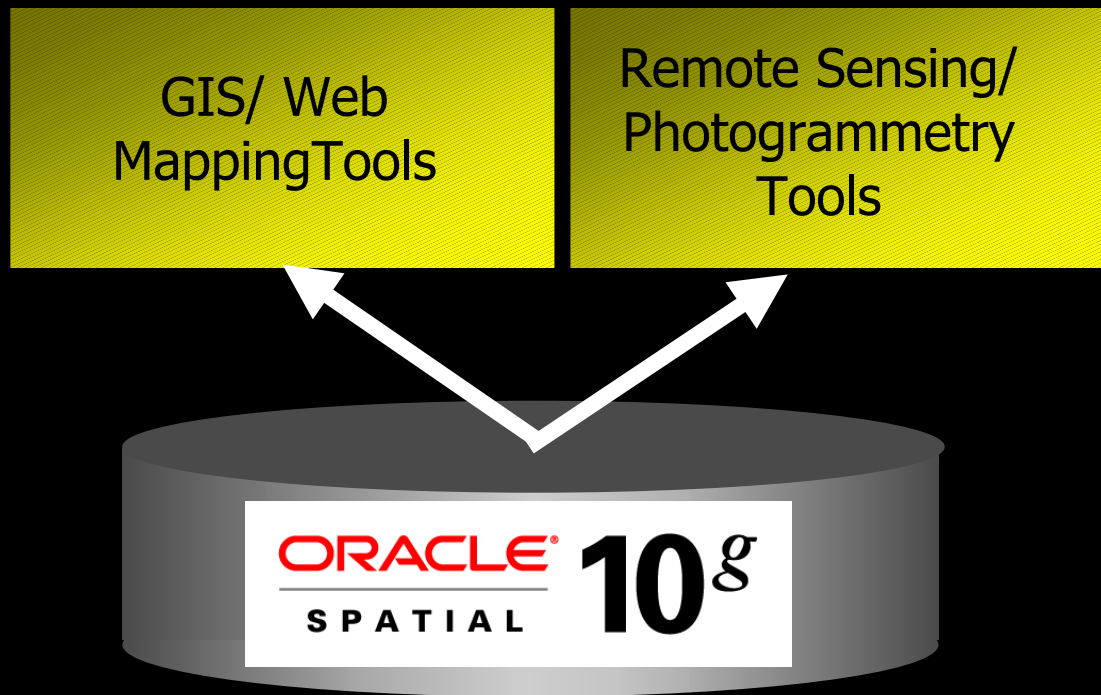 GIS/ Web
MappingTools
Remote Sensing/
Photogrammetry
Tools
ORACLE® 10g
SPATIAL